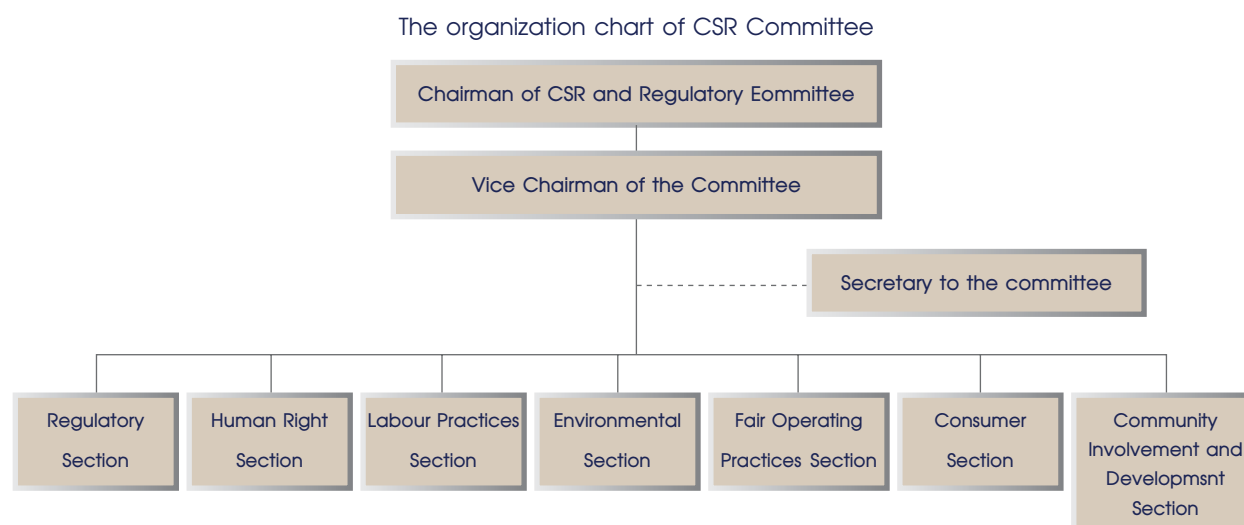 The organization chart of CSR Committee
Chairman of CSR and Regulatory Eommittee
Vice Chairman of the Committee
Secretary to the committee
Regulatory
Section
Human Right
Section
Labour Practices
Section
Environmental
Section
Fair Operating
Practices Section
Consumer
Section
Community
Involvement and
Developmsnt
Section